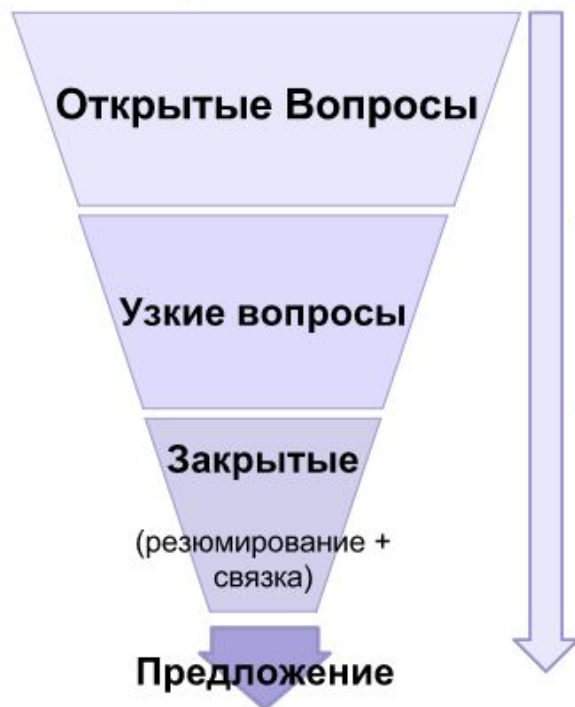 Открытые Вопросы
Узкие вопросы
Закрытые
(резюмирование +
связка)
Предложение